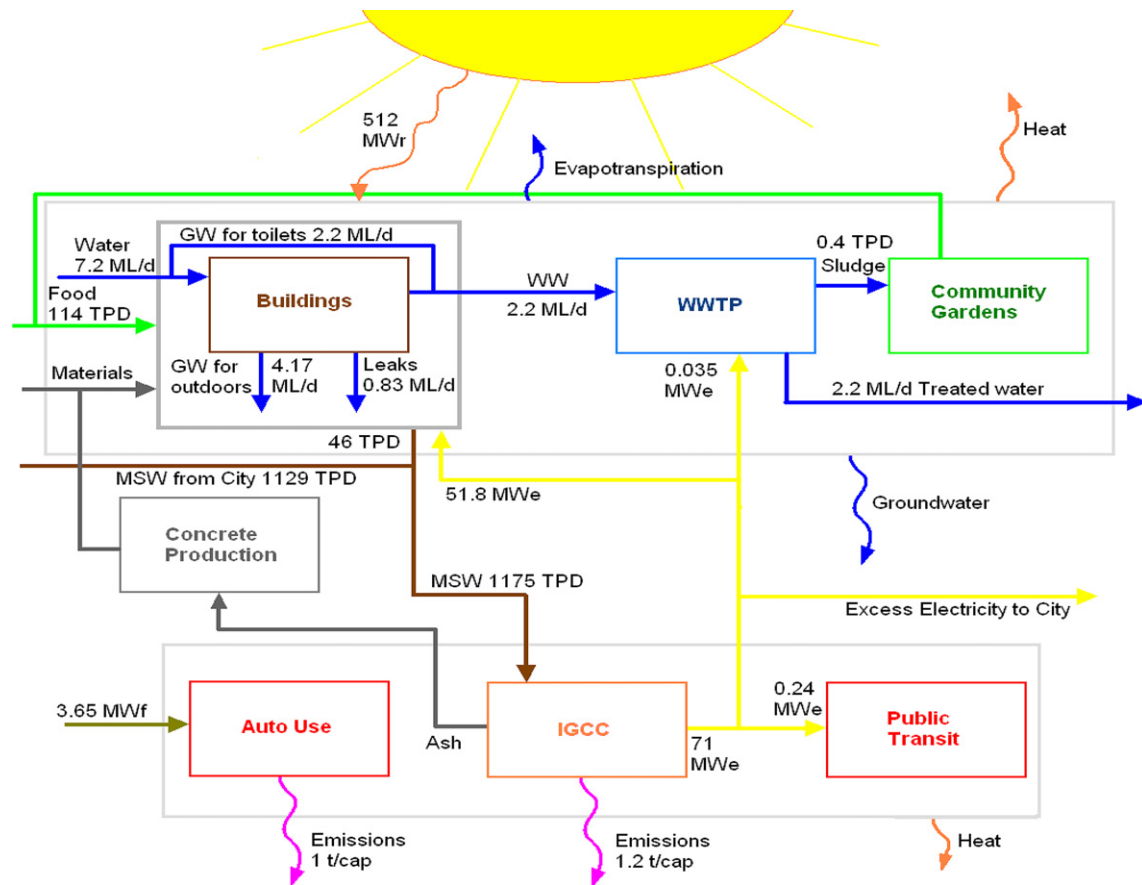 512
MWr
Heat
Evapotranspiration
Water
7.2 ML/d
GW for toilets 2.2 ML/d
0.4 TPD
Sludge
Food
114 TPD
Buildings
WW
2.2 ML/d
WWTP
Community
Gardens
GW for
outdoors
4.17
ML/d
Leaks
0.83 ML/d
Materials
0.035
MWe
2.2 ML/d Treated water
46 TPD
MSW from City 1129 TPD
51.8 MWe
Groundwater
Concrete
Production
MSW 1175 TPD
Excess Electricity to City
3.65 MWf
Auto Use
Ash
IGCC
71
MWe
0.24
MWe
Public
Transit
Emissions
1 t/cap
Emissions
1.2 t/cap
Heat